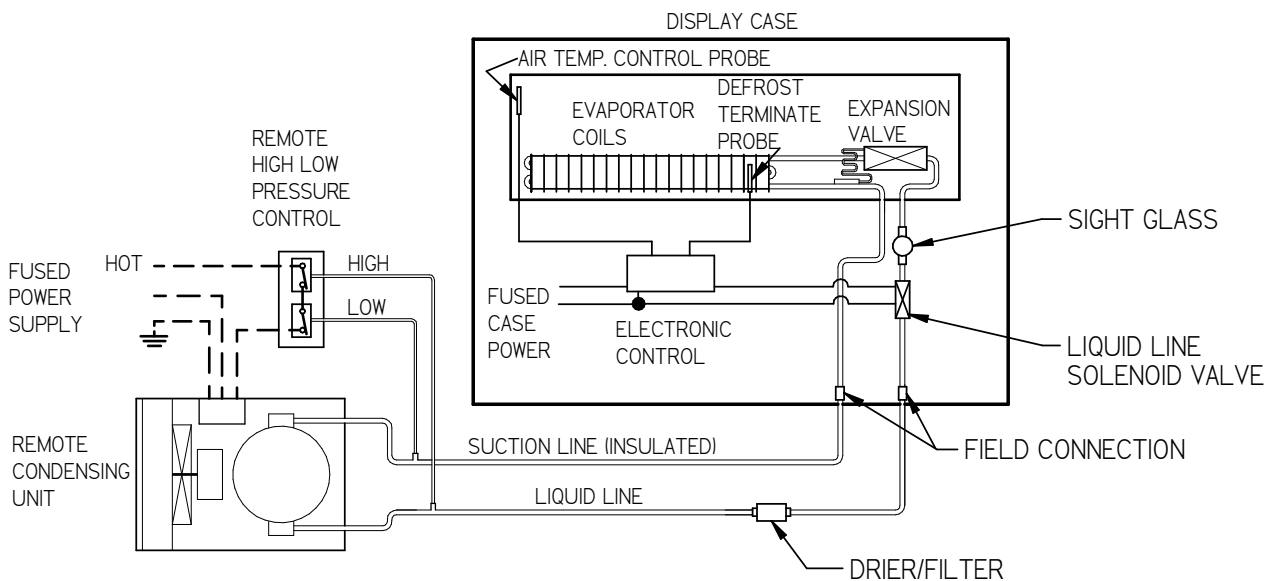 DISPLAY CASE
AIR TEMP. CONTROL PROBE
EVAPORATOR
COILS
DEFROST
TERMINATE
PROBE
EXPANSION
VALVE
REMOTE
HIGH LOW
PRESSURE
CONTROL
SIGHT GLASS
FUSED
POWER
SUPPLY
HOT
HIGH
LOW
FUSED
CASE
POWER
ELECTRONIC
CONTROL
LIQUID LINE
SOLENOID VALVE
REMOTE
CONDENSING
UNIT
SUCTION LINE (INSULATED)
FIELD CONNECTION
LIQUID LINE
DRIER/FILTER